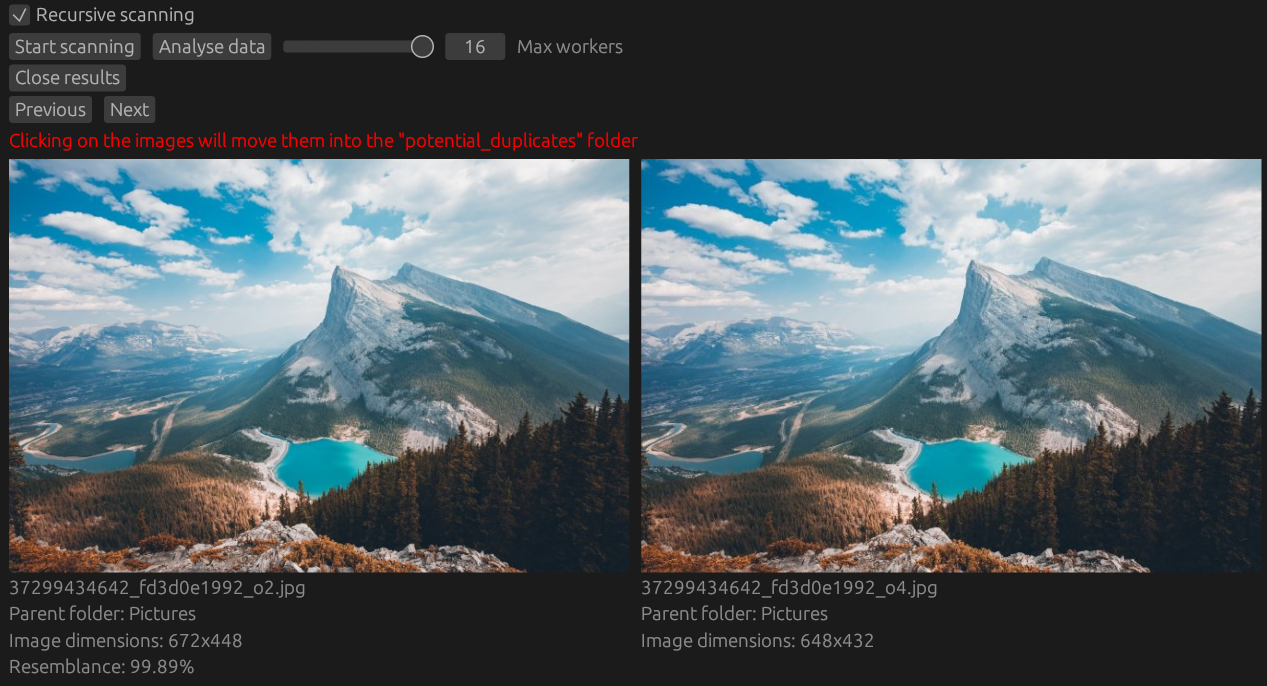 Recursive scanning
Start scanning Analyse data 16 Max workers
Close results
Previous Next
Clicking on the images will move them into the "potential_duplicates" folder
37299434642_fd3d0e1992_o2.jpg 37299434642_fd3d0e1992_o4.jpg
Parent folder: Pictures Parent folder: Pictures
Image dimensions: 672x448 Image dimensions: 648x432
Resemblance: 99.89%